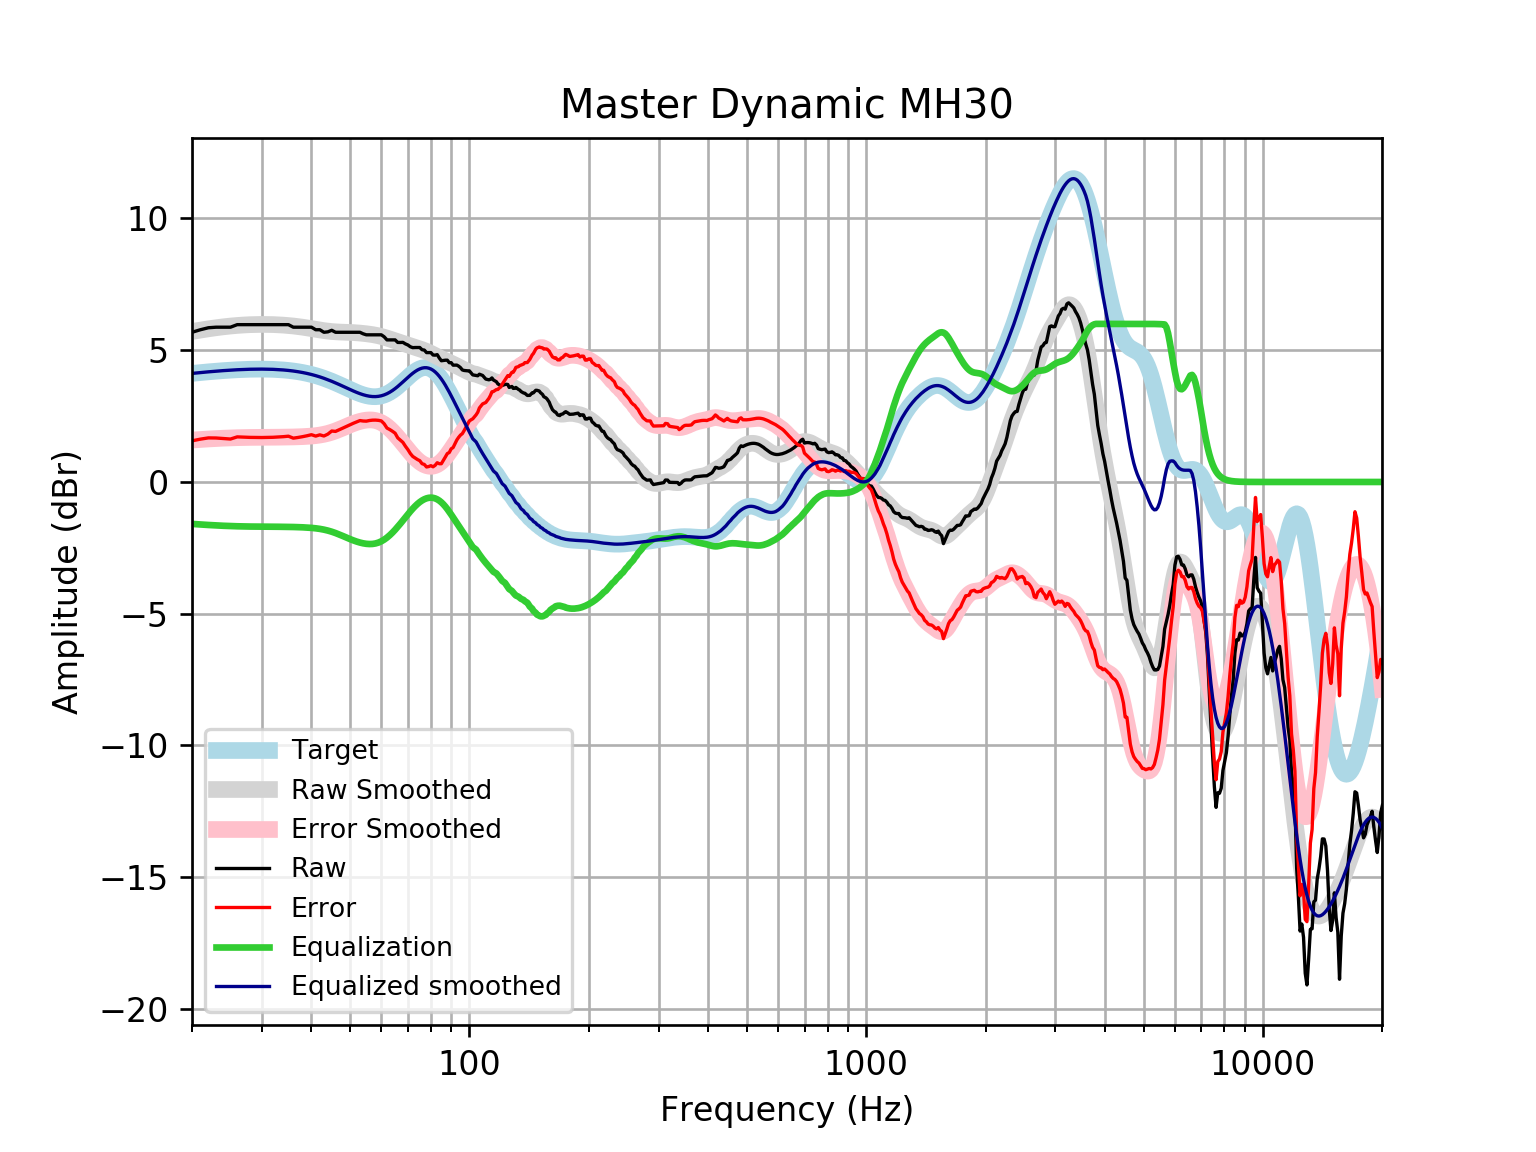 Master Dynamic MH30
Amplitude (dBr)
10
5
0
−5
−10
−15
−20
Target
Raw Smoothed
Error Smoothed
Raw
Error
Equalization
Equalized smoothed
100
1000
10000
Frequency (Hz)